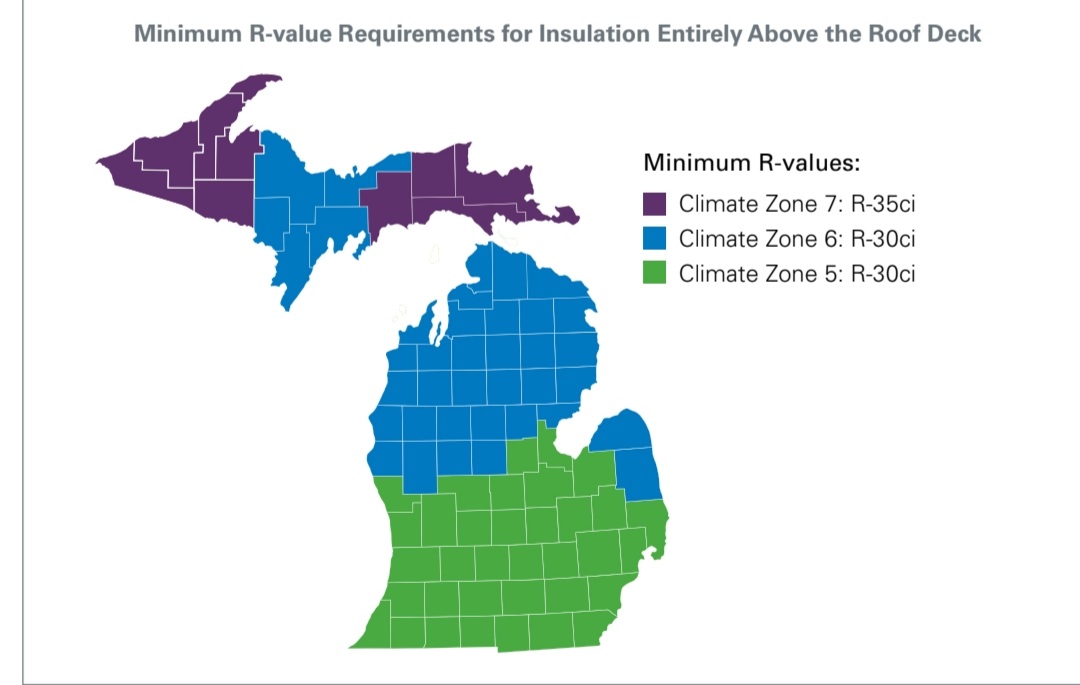 Minimum R-value Requirements for Insulation Entirely Above the Roof Deck
Minimum R-values:
Climate Zone 7: R-35ci
Climate Zone 6: R-30ci
Climate Zone 5: R-30ci